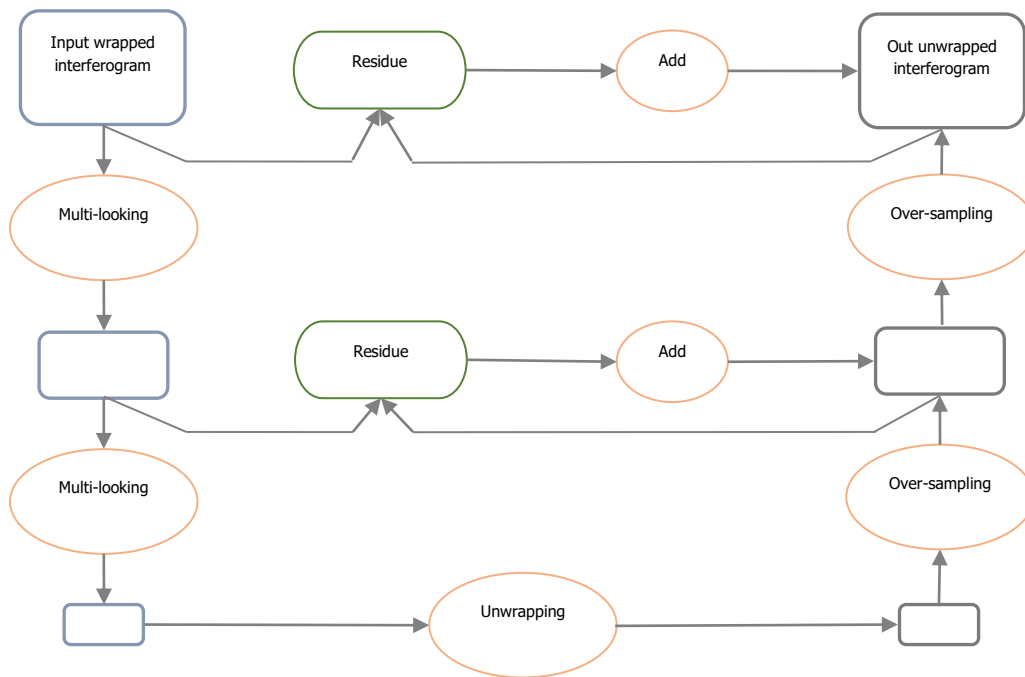 Input wrapped
interferogram
Residue
Add
Out unwrapped
interferogram
Multi-looking
Over-sampling
Residue
Add
Multi-looking
Over-sampling
Unwrapping